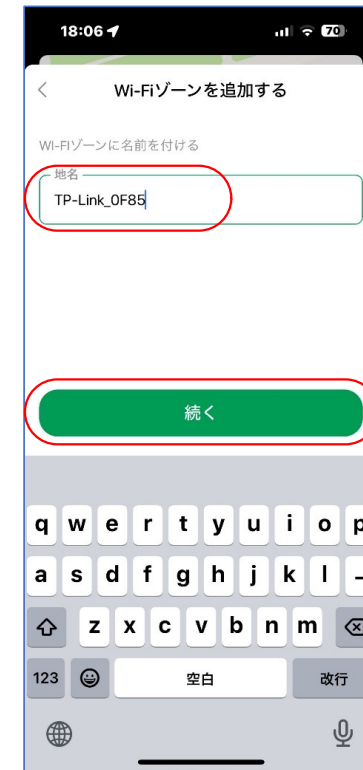 18:06
70
Wi-Fiゾーンを追加する
WI-FIゾーンに名前を付ける
地名
TP-Link_0F85
続く
q w e r t y u i o p
a s d f g h j k l -
z x c v b n m
123 空白 改行